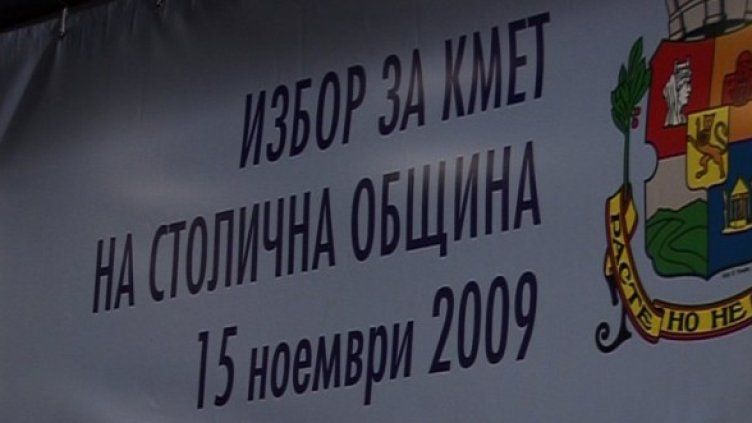 ИЗБОР ЗА КМЕТ
НА СТОЛИЧНА ОБЩИНА
15 ноември 2009
РАСТЕ НО НЕ